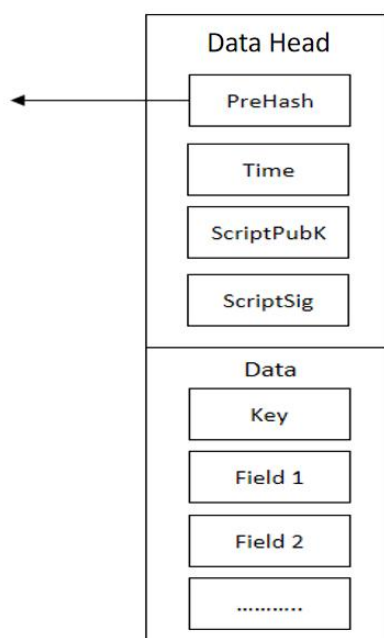 Data Head
PreHash
Time
ScriptPubK
ScriptSig
Data
Key
Field 1
Field 2
………..